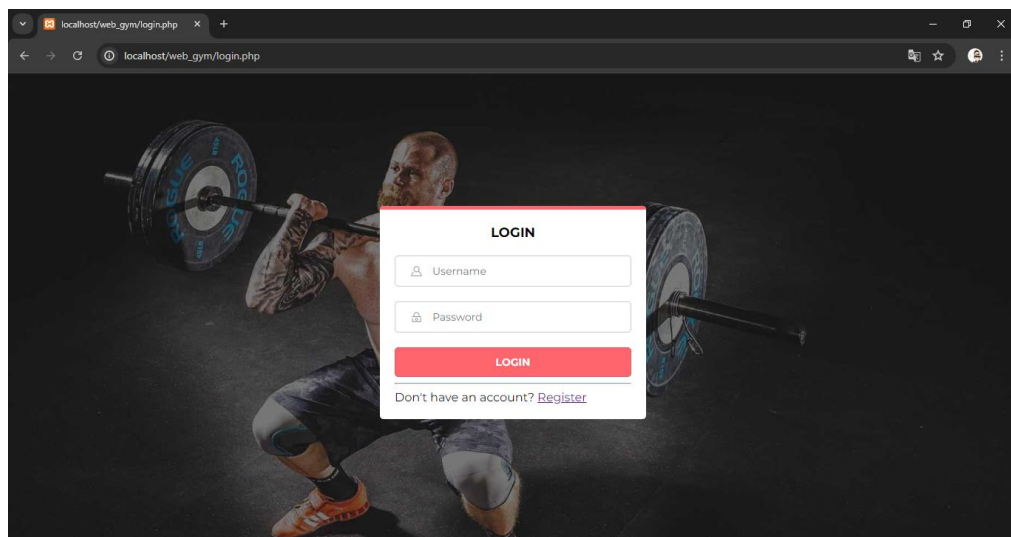 localhost/web_gym/login.php
localhost/web_gym/login.php
ROGUE
ROGUE
LOGIN
Username
Password
LOGIN
Don't have an account? Register